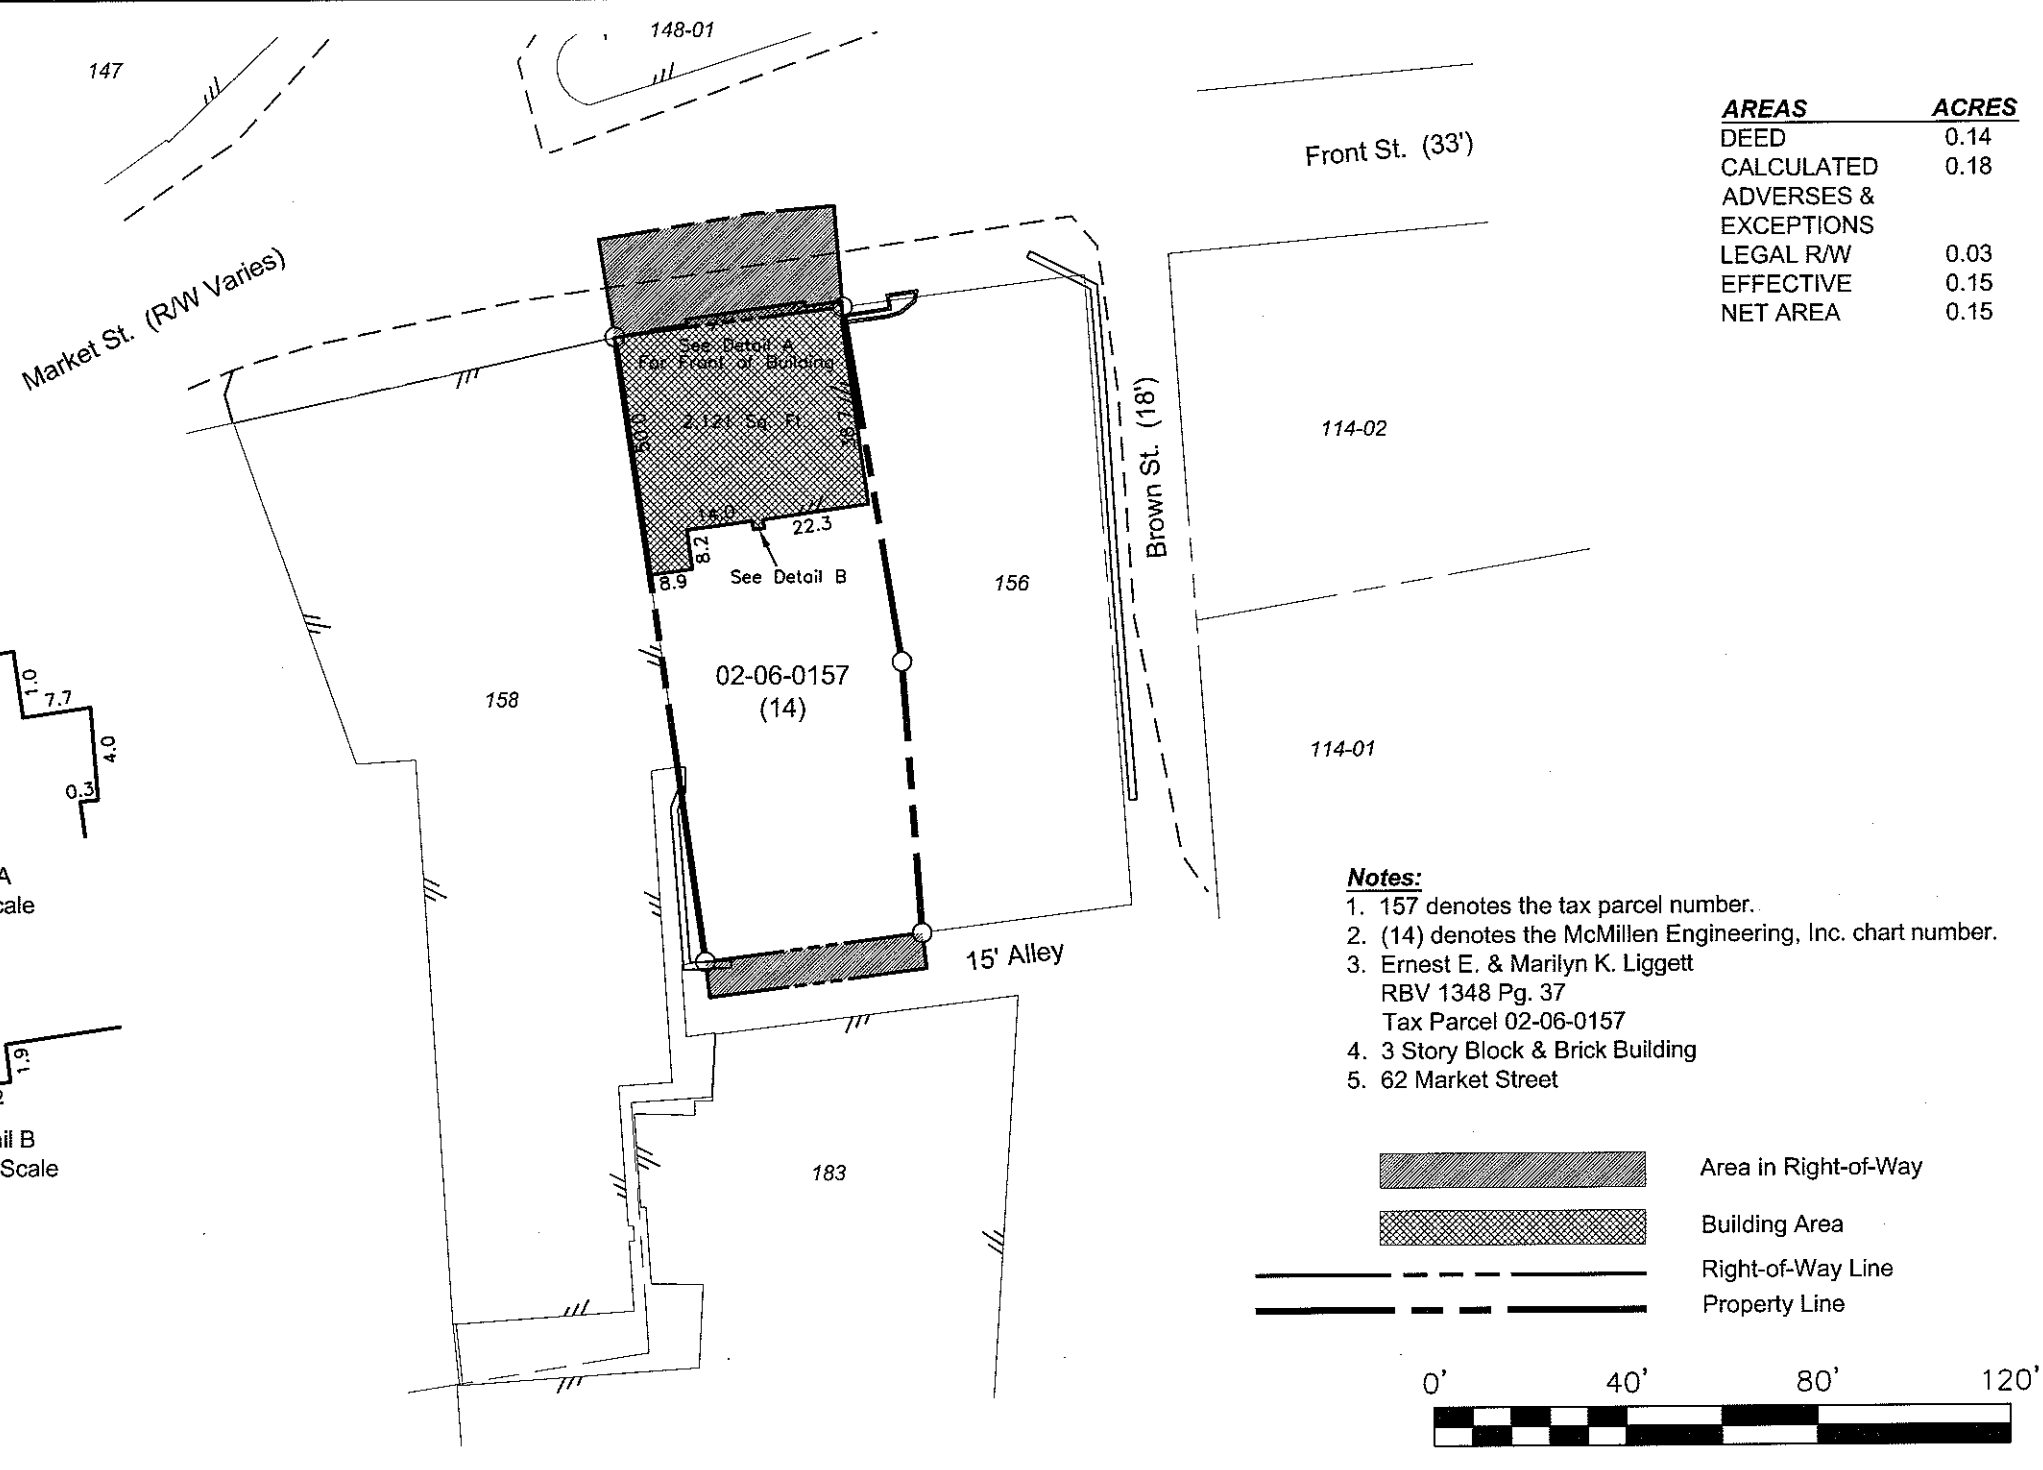 147
148-01
Front St. (33')
AREAS ACRES
DEED 0.14
CALCULATED 0.18
ADVERSES &
EXCEPTIONS
LEGAL R/W 0.03
EFFECTIVE 0.15
NET AREA 0.15
Market St. (R/W Varies)
See Detail A
For Front of Building
2,121 Sq. Ft.
50.0
38.7
14.0
22.3
8.2
8.9
See Detail B
Brown St. (18')
114-02
156
02-06-0157
(14)
158
114-01
1.0
7.7
4.0
0.3
A
cale
15' Alley
1.9
2
il B
Scale
183
Notes:
1. 157 denotes the tax parcel number.
2. (14) denotes the McMillen Engineering, Inc. chart number.
3. Ernest E. & Marilyn K. Liggett
RBV 1348 Pg. 37
Tax Parcel 02-06-0157
4. 3 Story Block & Brick Building
5. 62 Market Street
Area in Right-of-Way
Building Area
Right-of-Way Line
Property Line
0' 40' 80' 120'